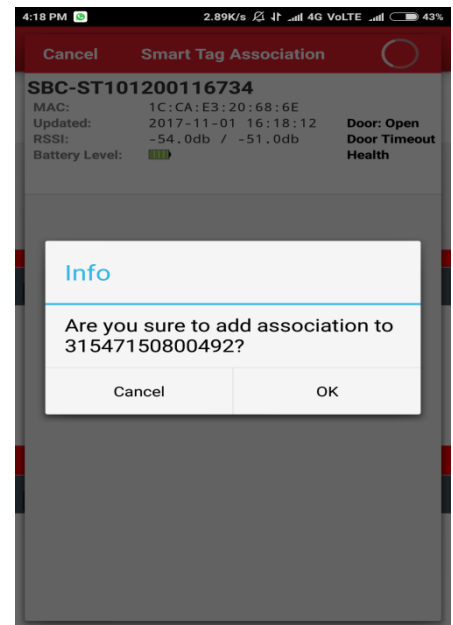 4:18 PM 2.89K/s 4G VoLTE 43%
Cancel Smart Tag Association
SBC-ST101200116734
MAC: 1C:CA:E3:20:68:6E
Updated: 2017-11-01 16:18:12 Door: Open
RSSI: -54.0db / -51.0db Door Timeout
Battery Level: Health
Info
Are you sure to add association to
31547150800492?
Cancel OK